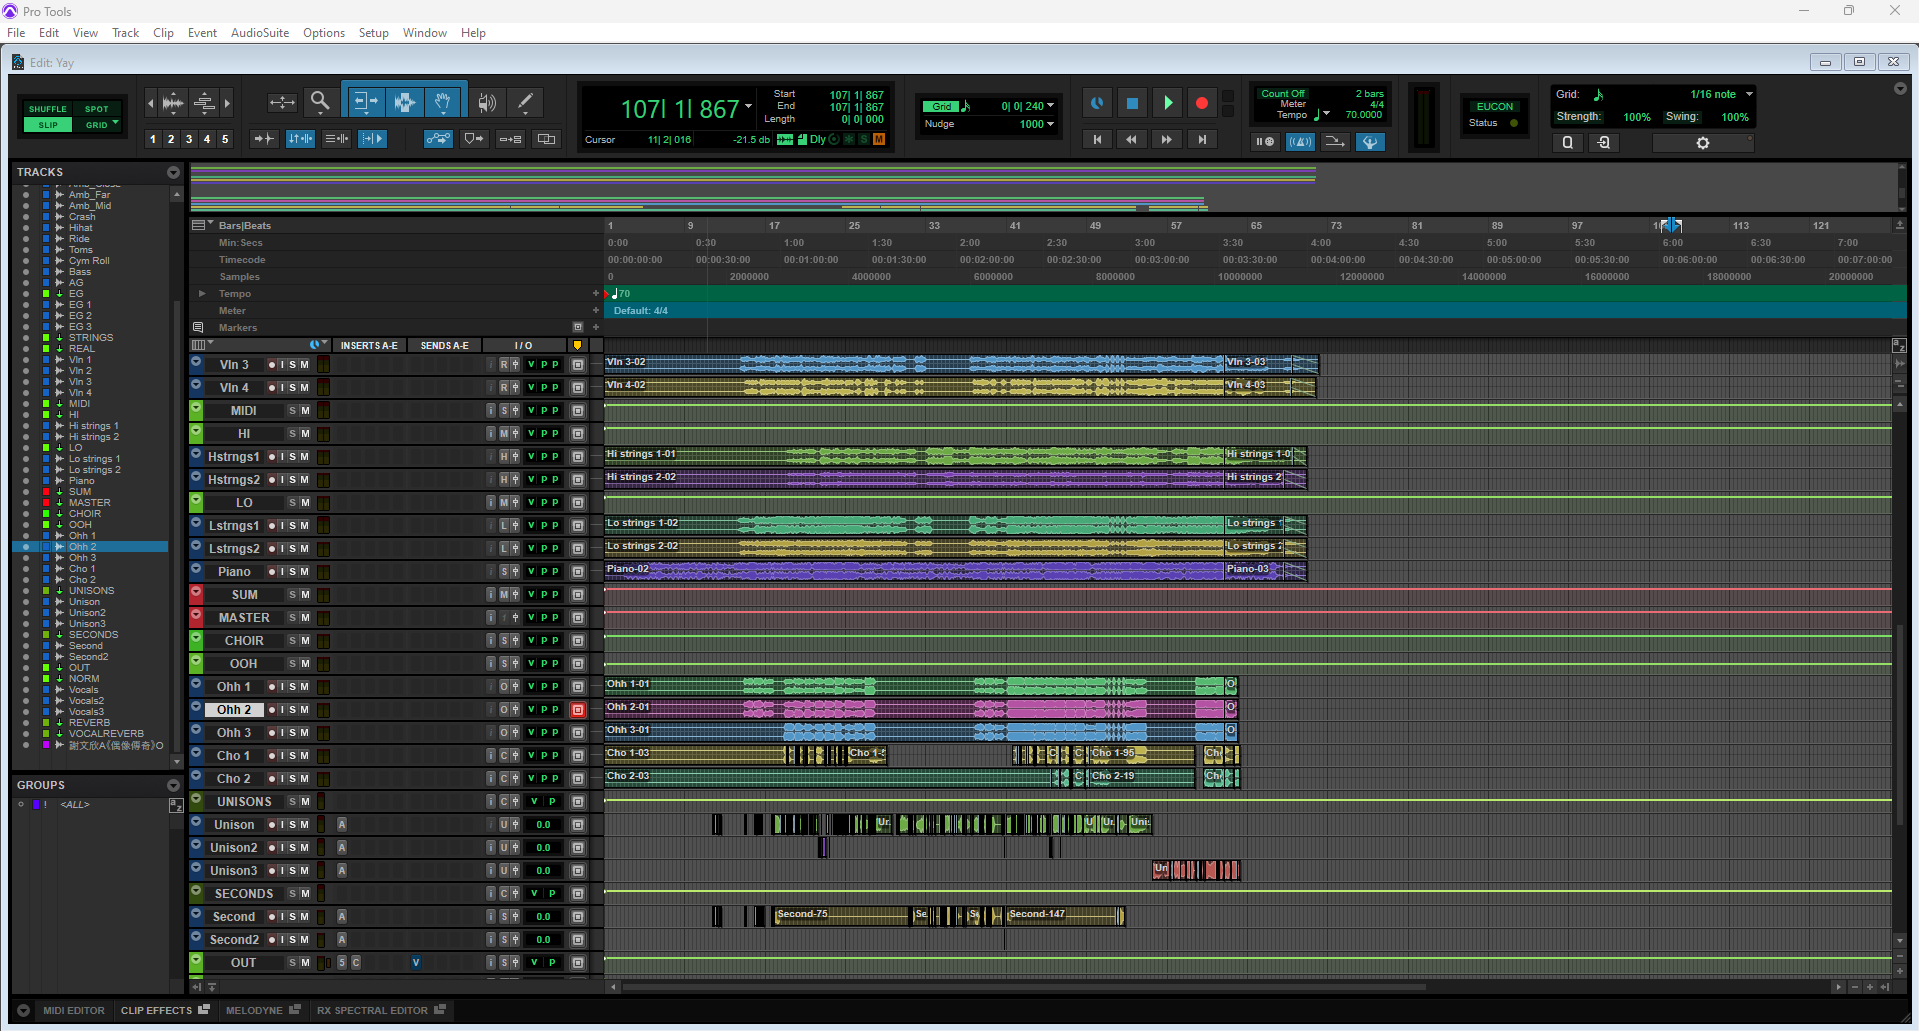 Pro Tools
File Edit View Track Clip Event AudioSuite Options Setup Window Help
Edit: Yay
SHUFFLE SPOT
SLIP GRID
1 2 3 4 5
107| 1| 867
Start 107| 1| 867
End 107| 1| 867
Length 0| 0| 000
Cursor 11| 2| 016 -21.5 db Dly S M
Grid 0| 0| 240
Nudge 1000
Count Off 2 bars
Meter 4/4
Tempo 70.0000
EUCON
Status
Grid: 1/16 note
Strength: 100% Swing: 100%
Q
TRACKS
Amb_Close
Amb_Far
Amb_Mid
Crash
Hihat
Ride
Toms
Cym Roll
Bass
AG
EG
EG 1
EG 2
EG 3
STRINGS
REAL
Vln 1
Vln 2
Vln 3
Vln 4
MIDI
HI
Hi strings 1
Hi strings 2
LO
Lo strings 1
Lo strings 2
Piano
SUM
MASTER
CHOIR
OOH
Ohh 1
Ohh 2
Ohh 3
Cho 1
Cho 2
UNISONS
Unison
Unison2
Unison3
SECONDS
Second
Second2
OUT
NORM
Vocals
Vocals2
Vocals3
REVERB
VOCALREVERB
謝文欣A《偶像傳奇》O
GROUPS
! <ALL>
a z
Bars|Beats 1 9 17 25 33 41 49 57 65 73 81 89 97 113 121
Min:Secs 0:00 0:30 1:00 1:30 2:00 2:30 3:00 3:30 4:00 4:30 5:00 5:30 6:00 6:30 7:00
Timecode 00:00:00:00 00:00:30:00 00:01:00:00 00:01:30:00 00:02:00:00 00:02:30:00 00:03:00:00 00:03:30:00 00:04:00:00 00:04:30:00 00:05:00:00 00:05:30:00 00:06:00:00 00:06:30:00 00:07:00:00
Samples 0 2000000 4000000 6000000 8000000 10000000 12000000 14000000 16000000 18000000 20000000
Tempo 70
Meter Default: 4/4
Markers
INSERTS A-E SENDS A-E I / O
Vln 3 I S M R V P P Vln 3-02 Vln 3-03
Vln 4 I S M R V P P Vln 4-02 Vln 4-03
MIDI S M S V P P
HI S M M V P P
Hstrngs1 I S M H V P P Hi strings 1-01 Hi strings 1-0
Hstrngs2 I S M H V P P Hi strings 2-02 Hi strings 2
LO S M M V P P
Lstrngs1 I S M L V P P Lo strings 1-02 Lo strings
Lstrngs2 I S M L V P P Lo strings 2-02 Lo strings
Piano I S M S V P P Piano-02 Piano-03
SUM S M M V P P
MASTER S M V P P
CHOIR S M S V P P
OOH S M S V P P
Ohh 1 I S M O V P P Ohh 1-01 O
Ohh 2 I S M O V P P Ohh 2-01 O
Ohh 3 I S M O V P P Ohh 3-01 O
Cho 1 I S M C V P P Cho 1-03 Cho 1- C C Cho 1-95 Ch
Cho 2 I S M C V P P Cho 2-03 C Cho 2-19 Ch
UNISONS S M C V P
Unison I S M A U 0.0 Ur. U Ur. Uni
Unison2 I S M A U 0.0
Unison3 I S M A U 0.0 Un
SECONDS S M C V P
Second I S M A S 0.0 Second-75 Se Se Second-147
Second2 I S M A S 0.0
OUT S M 5 C V S V P
MIDI EDITOR CLIP EFFECTS MELODYNE RX SPECTRAL EDITOR